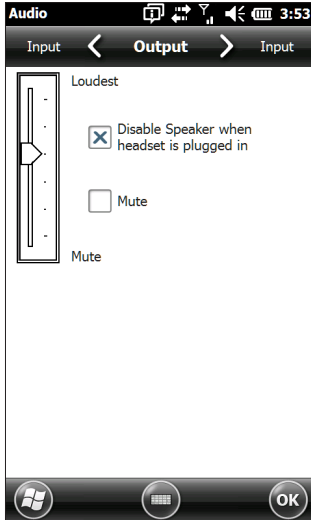 Audio 3:53
Input Output Input
Loudest
Disable Speaker when
headset is plugged in
Mute
Mute
OK